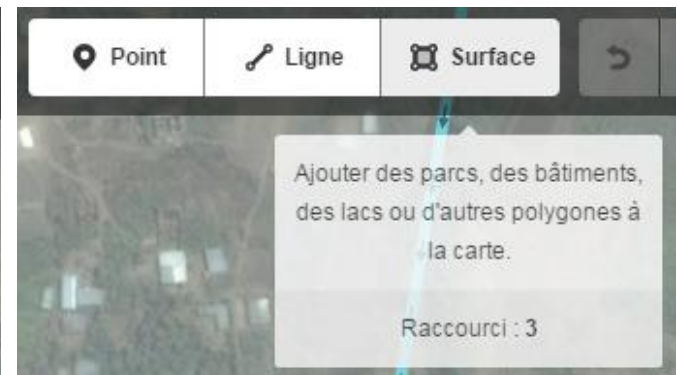 Point Ligne Surface
Ajouter des parcs, des bâtiments,
des lacs ou d'autres polygones à
la carte.
Raccourci : 3